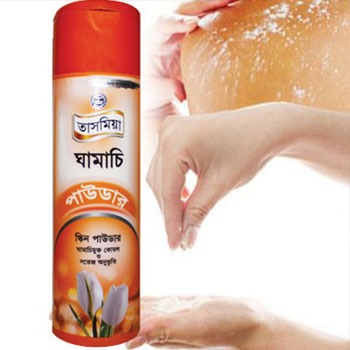 তাসমিয়া
ঘামাচি
পাউডার
স্কিন পাউডার
ঘামাচিমুক্ত কোমল
ও
সতেজ অনুভূতি